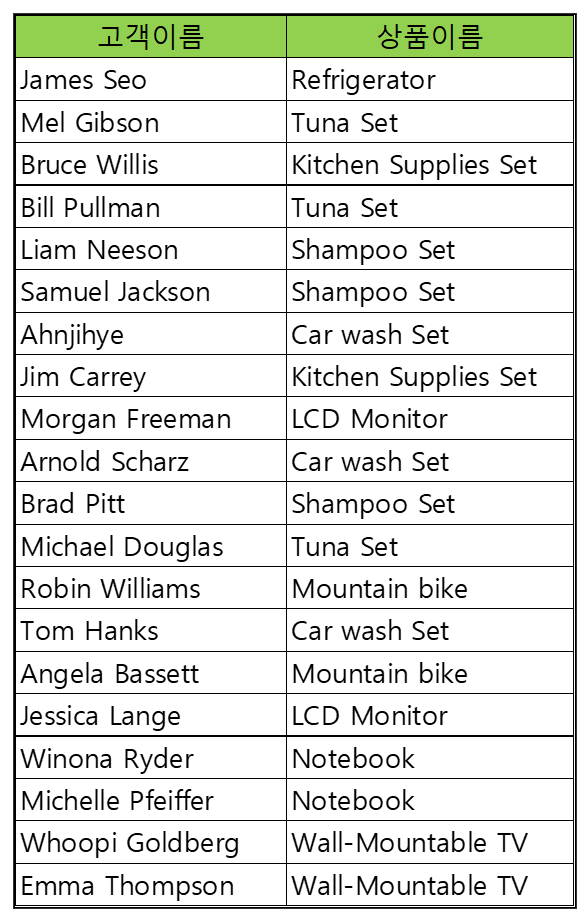 고객이름 상품이름
James Seo Refrigerator
Mel Gibson Tuna Set
Bruce Willis Kitchen Supplies Set
Bill Pullman Tuna Set
Liam Neeson Shampoo Set
Samuel Jackson Shampoo Set
Ahnjihye Car wash Set
Jim Carrey Kitchen Supplies Set
Morgan Freeman LCD Monitor
Arnold Scharz Car wash Set
Brad Pitt Shampoo Set
Michael Douglas Tuna Set
Robin Williams Mountain bike
Tom Hanks Car wash Set
Angela Bassett Mountain bike
Jessica Lange LCD Monitor
Winona Ryder Notebook
Michelle Pfeiffer Notebook
Whoopi Goldberg Wall-Mountable TV
Emma Thompson Wall-Mountable TV